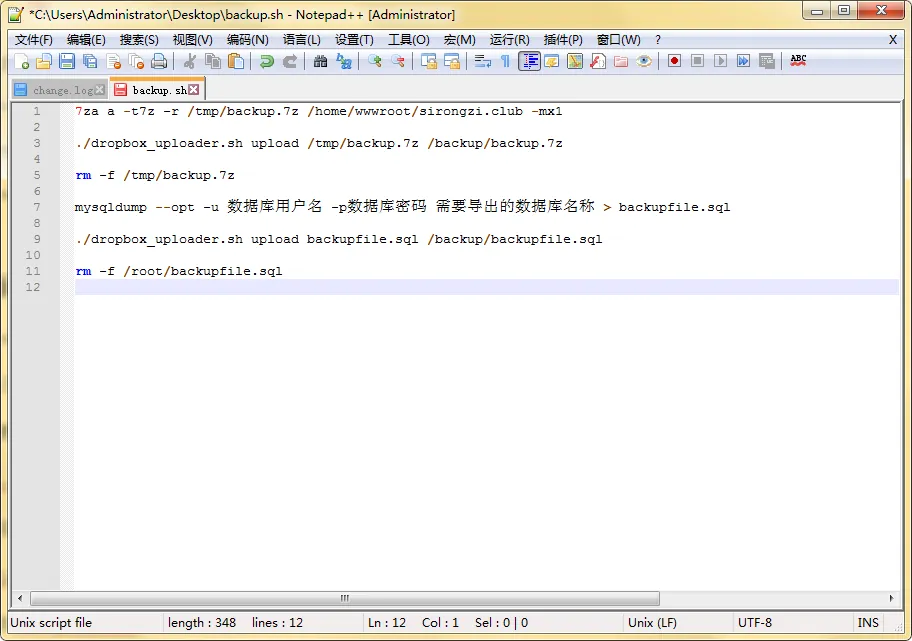 *C:\Users\Administrator\Desktop\backup.sh - Notepad++ [Administrator]
文件(F) 编辑(E) 搜索(S) 视图(V) 编码(N) 语言(L) 设置(T) 工具(O) 宏(M) 运行(R) 插件(P) 窗口(W) ? X
ABC
change.log backup.sh
1 7za a -t7z -r /tmp/backup.7z /home/wwwroot/sirongzi.club -mx1
2
3 ./dropbox_uploader.sh upload /tmp/backup.7z /backup/backup.7z
4
5 rm -f /tmp/backup.7z
6
7 mysqldump --opt -u 数据库用户名 -p数据库密码 需要导出的数据库名称 > backupfile.sql
8
9 ./dropbox_uploader.sh upload backupfile.sql /backup/backupfile.sql
10
11 rm -f /root/backupfile.sql
12
Unix script file length : 348 lines : 12 Ln : 12 Col : 1 Sel : 0 | 0 Unix (LF) UTF-8 INS